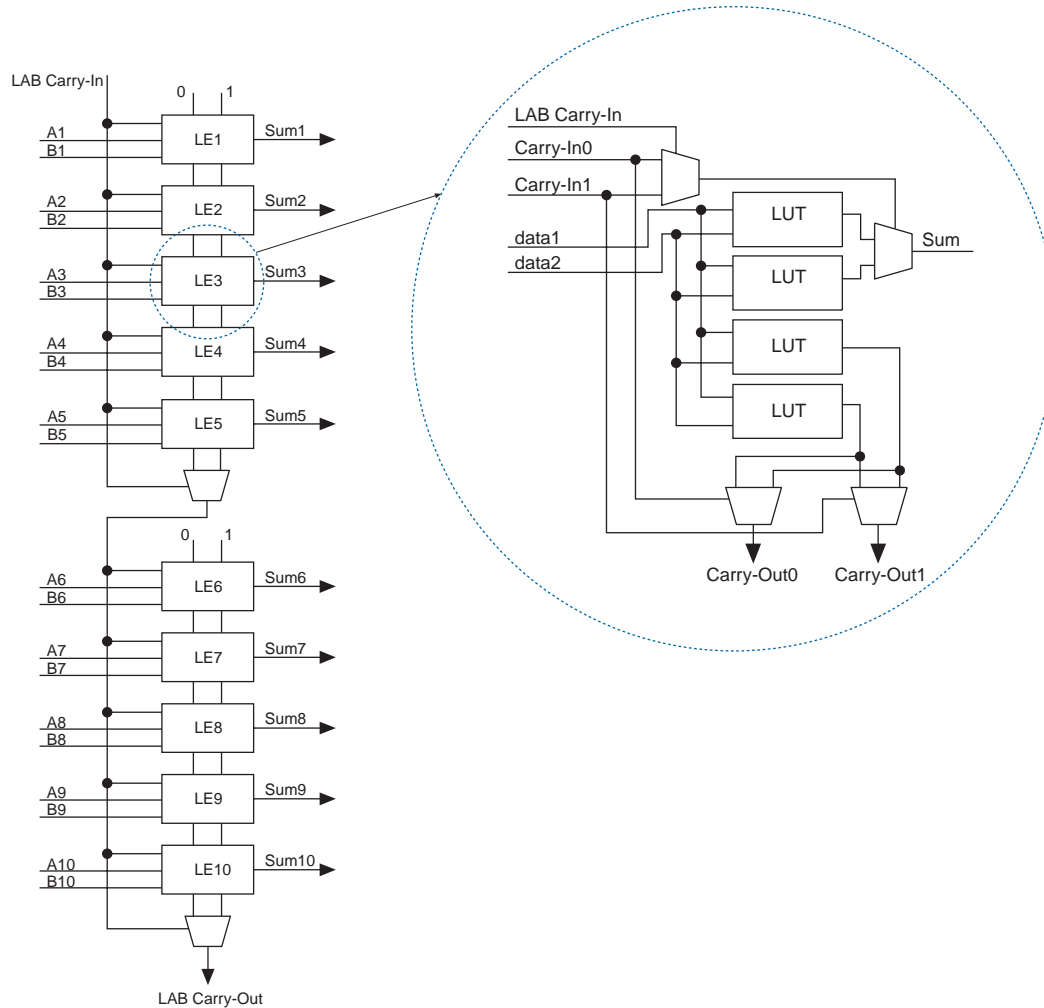 LAB Carry-In
0 1
A1
B1
LE1
Sum1
A2
B2
LE2
Sum2
A3
B3
LE3
Sum3
A4
B4
LE4
Sum4
A5
B5
LE5
Sum5
0 1
A6
B6
LE6
Sum6
A7
B7
LE7
Sum7
A8
B8
LE8
Sum8
A9
B9
LE9
Sum9
A10
B10
LE10
Sum10
LAB Carry-Out
LAB Carry-In
Carry-In0
Carry-In1
data1
data2
LUT
LUT
LUT
LUT
Sum
Carry-Out0 Carry-Out1